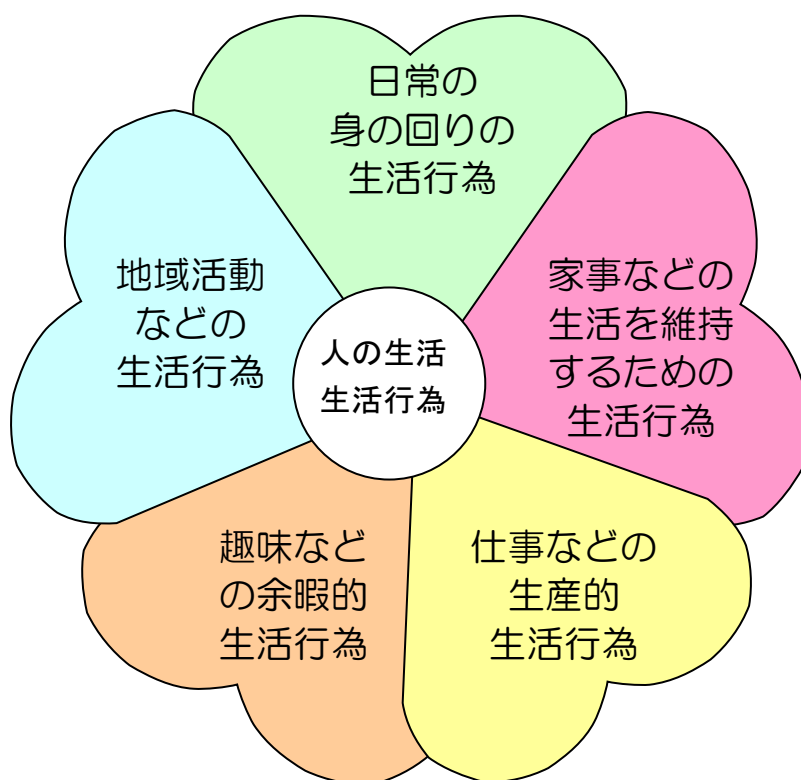 日常の
身の回りの
生活行為
家事などの
生活を維持
するための
生活行為
仕事などの
生産的
生活行為
趣味など
の余暇的
生活行為
地域活動
などの
生活行為
人の生活
生活行為